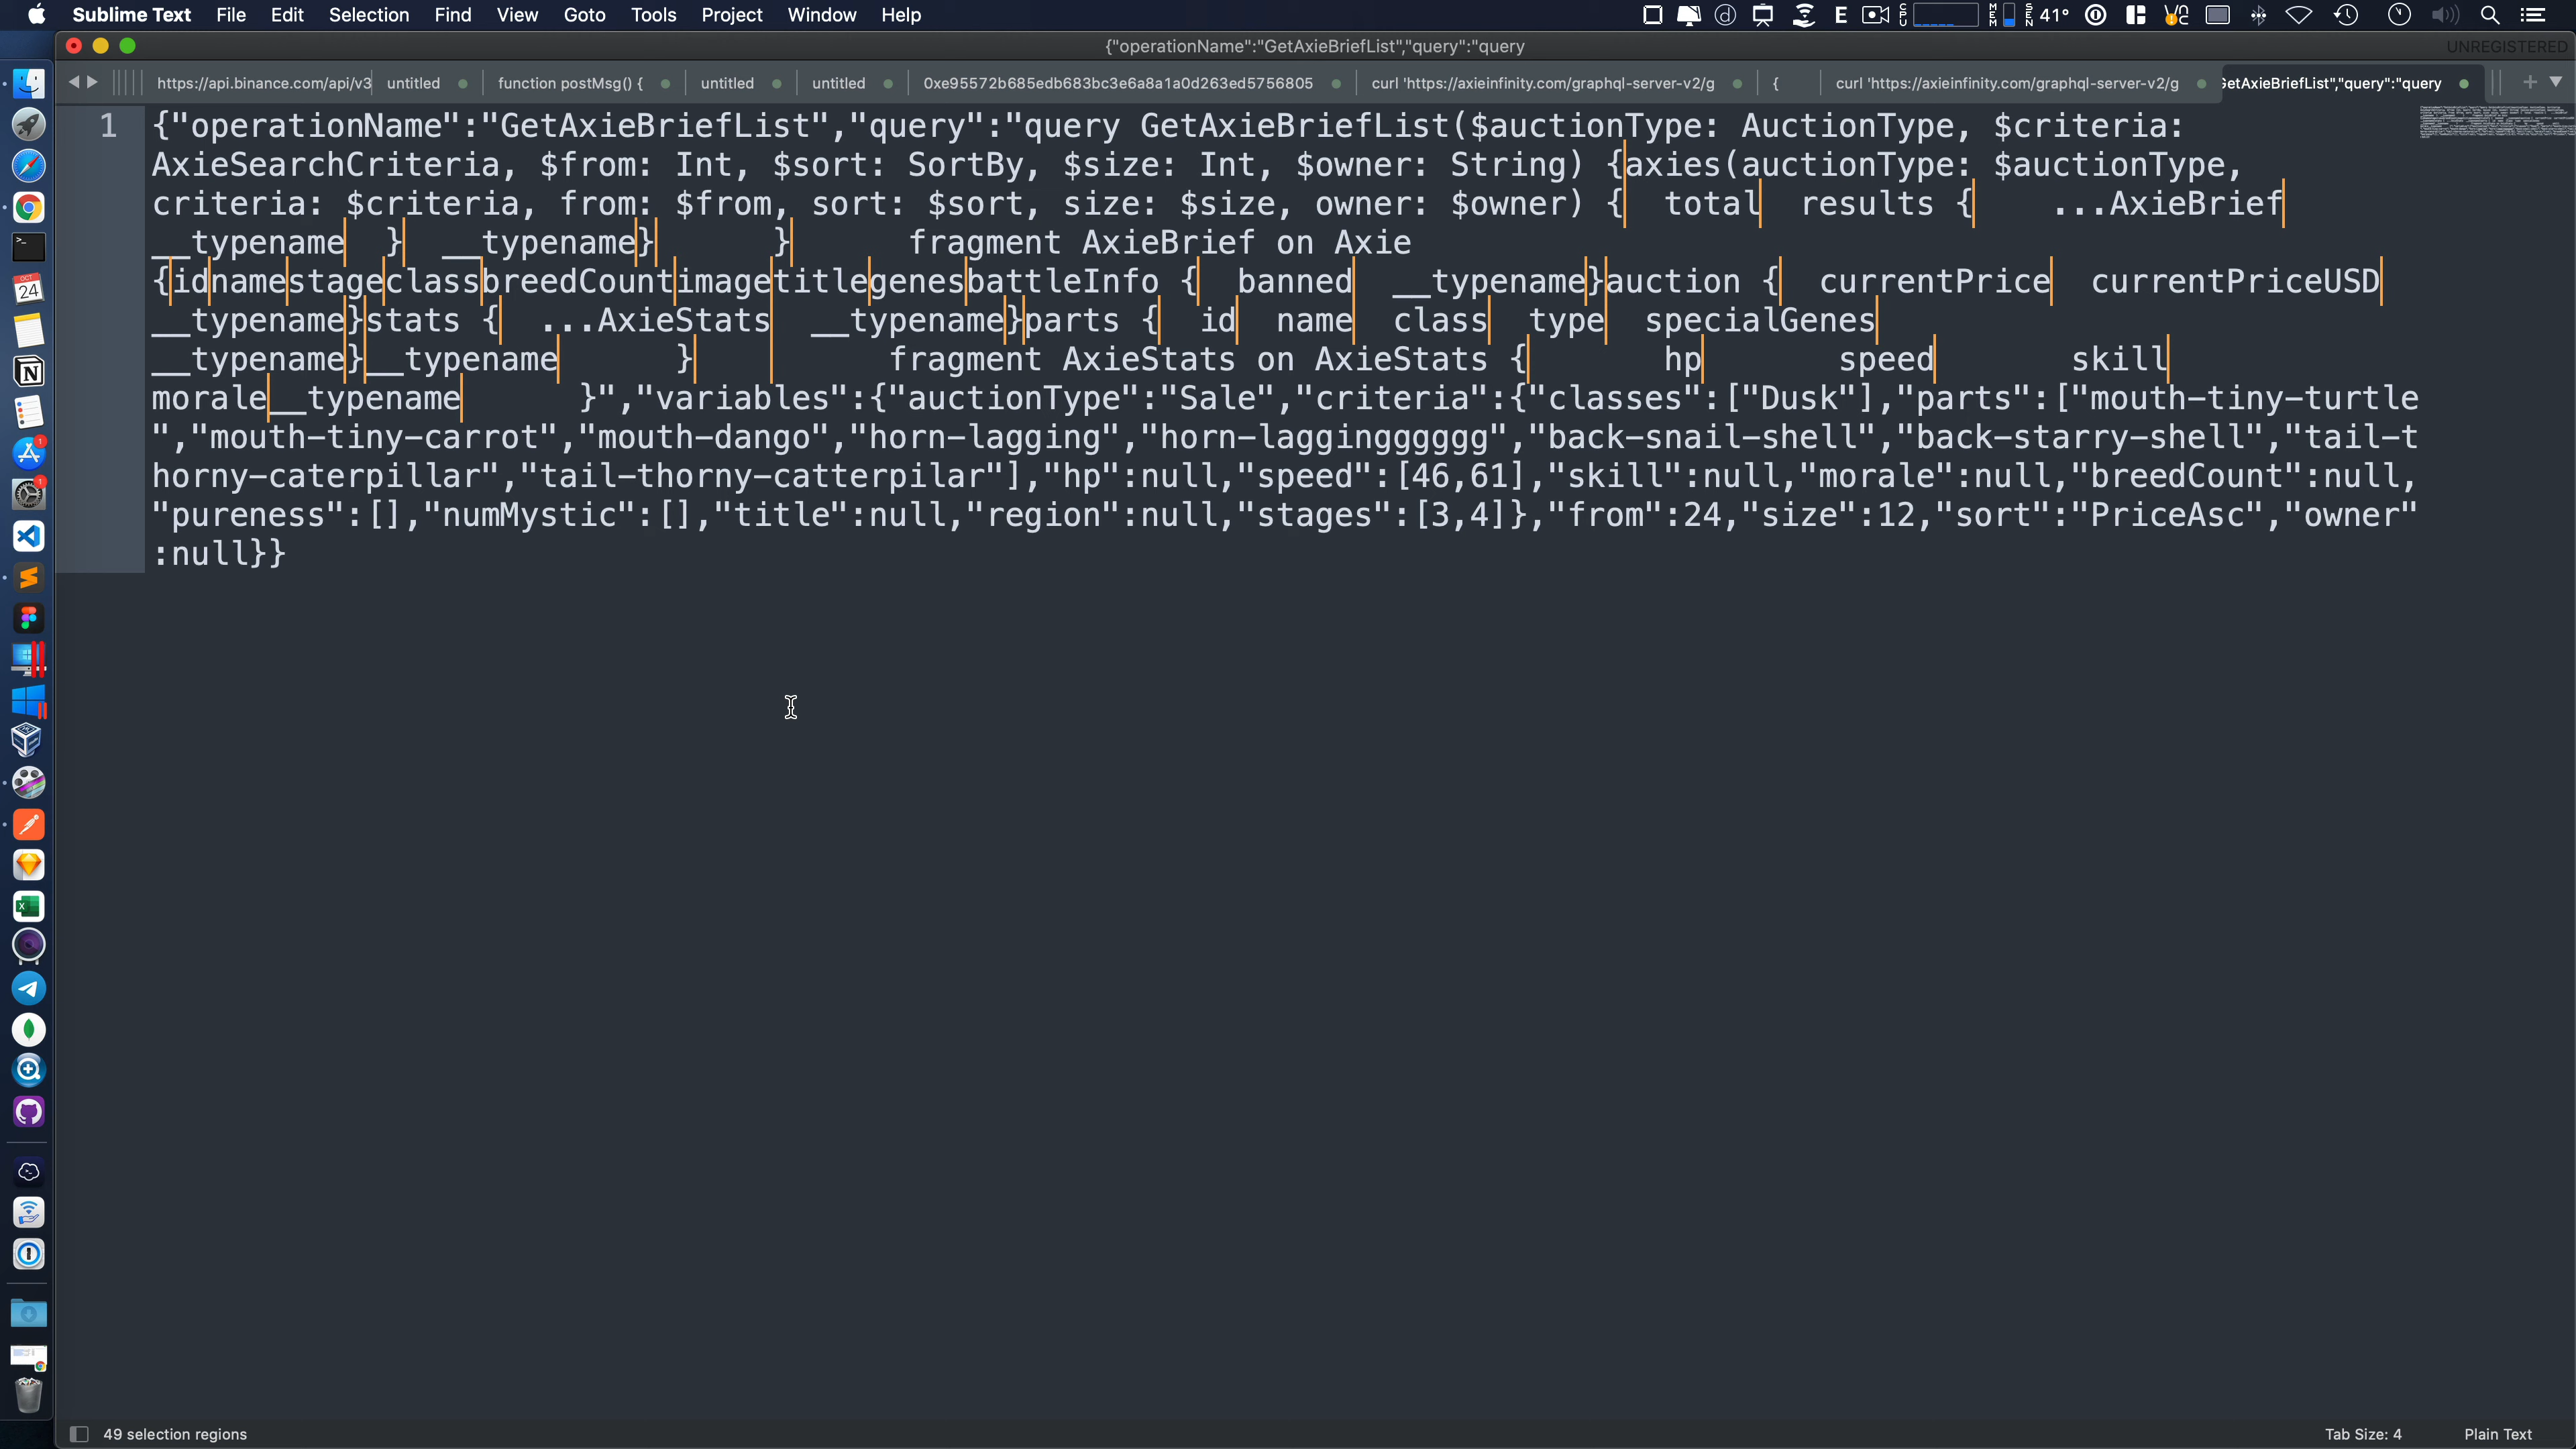 Sublime Text File Edit Selection Find View Goto Tools Project Window Help E CPU MEM SEN 41°
{"operationName":"GetAxieBriefList","query":"query UNREGISTERED
https://api.binance.com/api/v3 untitled function postMsg() { untitled untitled 0xe95572b685edb683bc3e6a8a1a0d263ed5756805 curl 'https://axieinfinity.com/graphql-server-v2/g { curl 'https://axieinfinity.com/graphql-server-v2/g GetAxieBriefList","query":"query
1 {"operationName":"GetAxieBriefList","query":"query GetAxieBriefList($auctionType: AuctionType, $criteria:
AxieSearchCriteria, $from: Int, $sort: SortBy, $size: Int, $owner: String) {axies(auctionType: $auctionType,
criteria: $criteria, from: $from, sort: $sort, size: $size, owner: $owner) {  total  results {    ...AxieBrief
__typename  }  __typename}      }      fragment AxieBrief on Axie
{idnamestageclassbreedCountimagetitlegenesbattleInfo {  banned  __typename}auction {  currentPrice  currentPriceUSD
__typename}stats {  ...AxieStats  __typename}parts {  id  name  class  type  specialGenes
__typename}__typename      }          fragment AxieStats on AxieStats {       hp       speed       skill
morale__typename      }","variables":{"auctionType":"Sale","criteria":{"classes":["Dusk"],"parts":["mouth-tiny-turtle
","mouth-tiny-carrot","mouth-dango","horn-lagging","horn-laggingggggg","back-snail-shell","back-starry-shell","tail-t
horny-caterpillar","tail-thorny-catterpilar"],"hp":null,"speed":[46,61],"skill":null,"morale":null,"breedCount":null,
"pureness":[],"numMystic":[],"title":null,"region":null,"stages":[3,4]},"from":24,"size":12,"sort":"PriceAsc","owner"
:null}}
OCT
24
49 selection regions Tab Size: 4 Plain Text